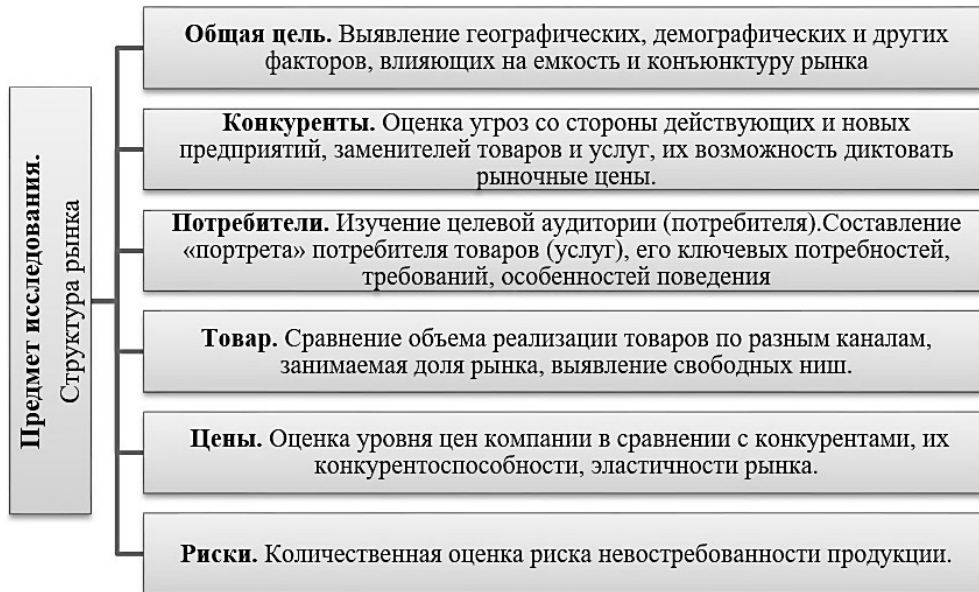 Предмет исследования.
Структура рынка
Общая цель. Выявление географических, демографических и других
факторов, влияющих на емкость и конъюнктуру рынка
Конкуренты. Оценка угроз со стороны действующих и новых
предприятий, заменителей товаров и услуг, их возможность диктовать
рыночные цены.
Потребители. Изучение целевой аудитории (потребителя).Составление
«портрета» потребителя товаров (услуг), его ключевых потребностей,
требований, особенностей поведения
Товар. Сравнение объема реализации товаров по разным каналам,
занимаемая доля рынка, выявление свободных ниш.
Цены. Оценка уровня цен компании в сравнении с конкурентами, их
конкурентоспособности, эластичности рынка.
Риски. Количественная оценка риска невостребованности продукции.